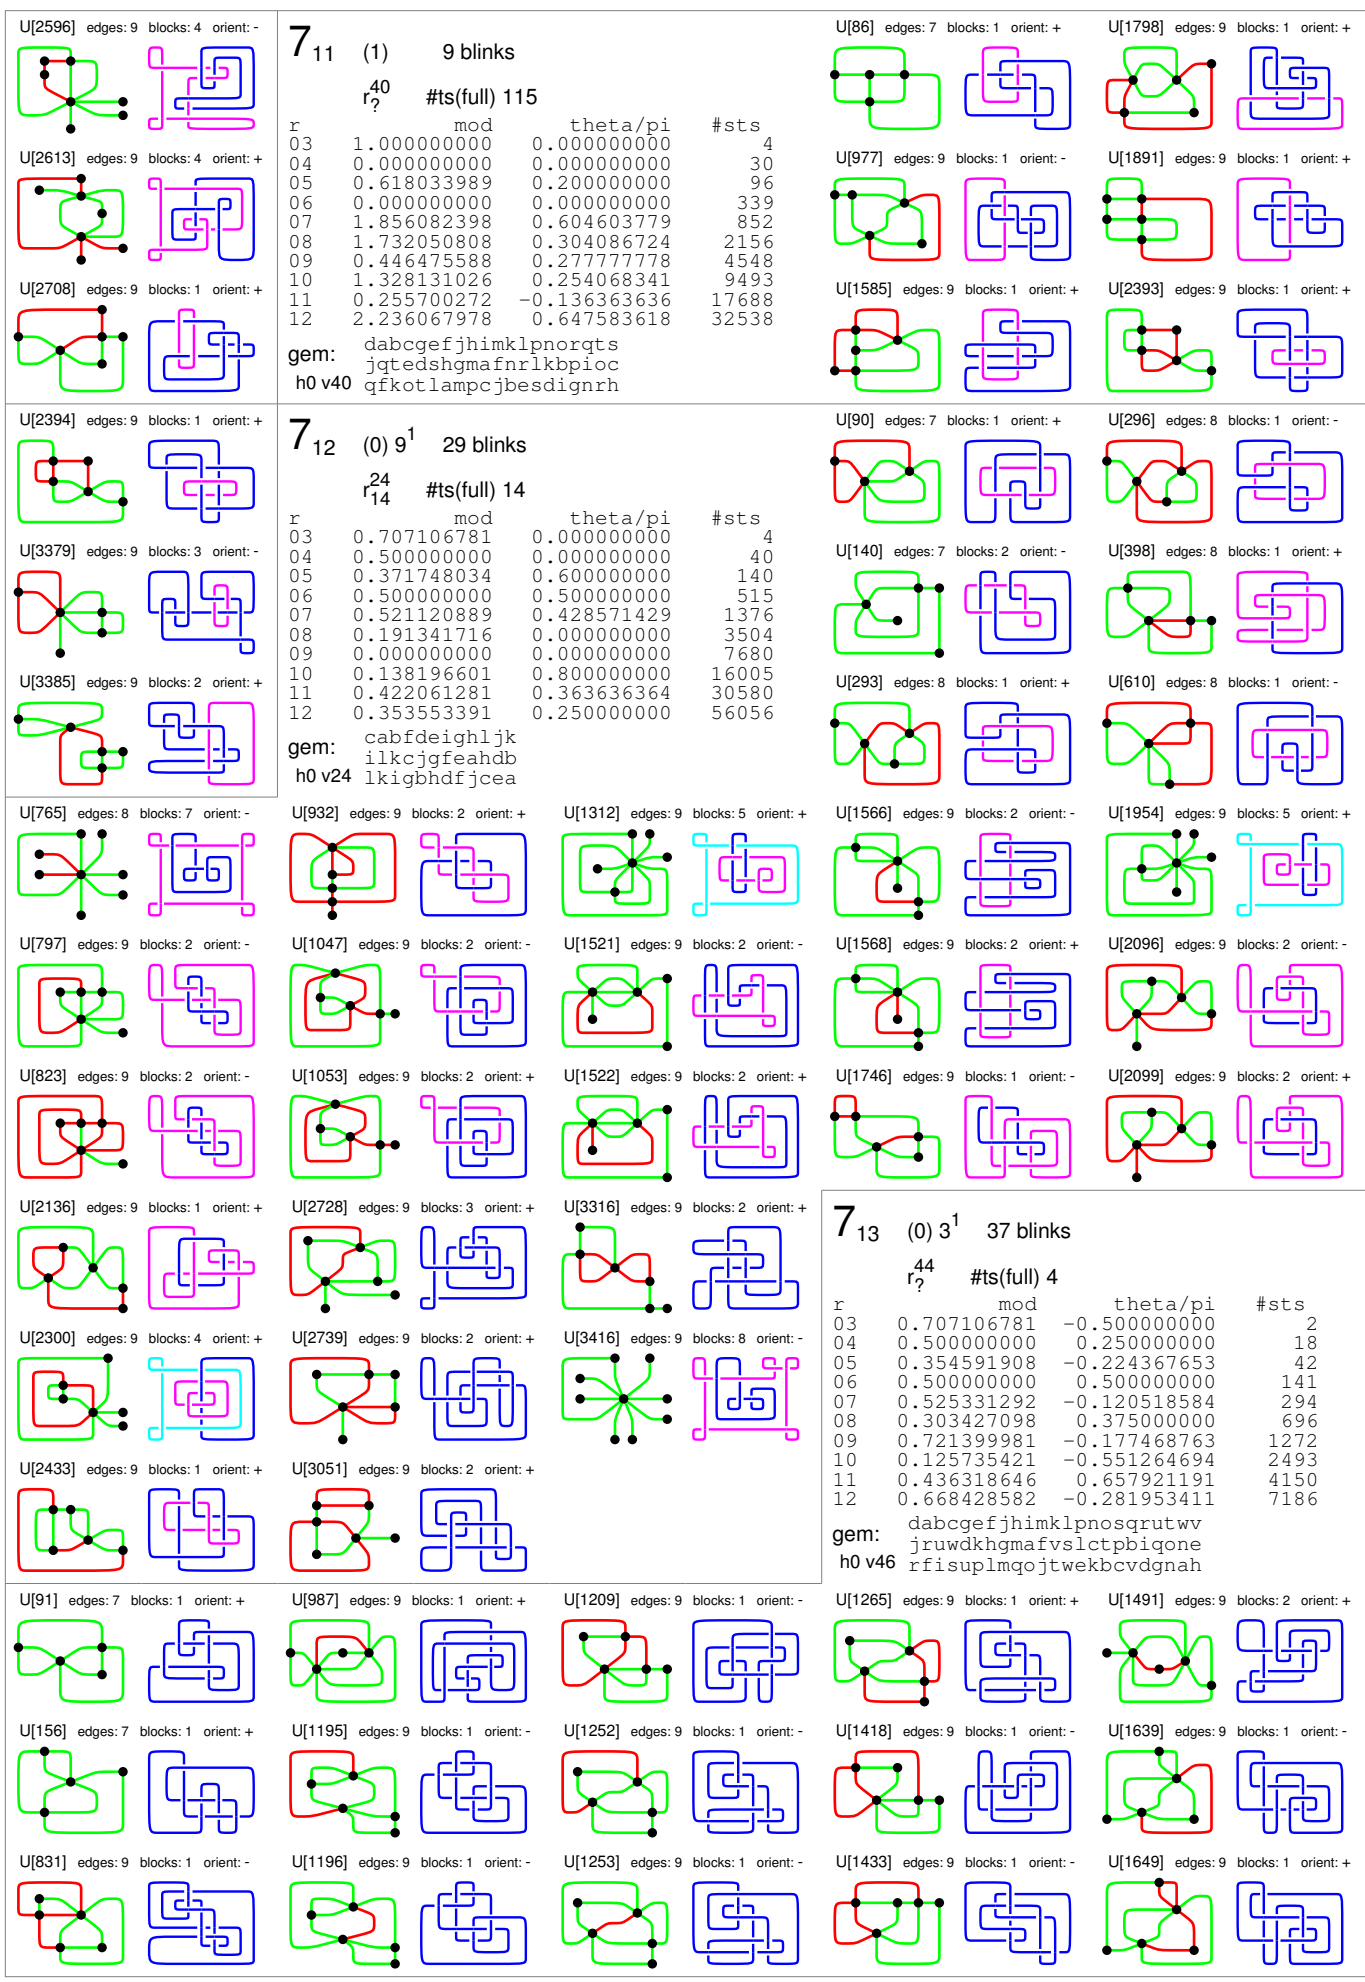 U[2596] edges: 9 blocks: 4 orient: -
7 11 (1) 9 blinks
U[86] edges: 7 blocks: 1 orient: +
U[1798] edges: 9 blocks: 1 orient: +
r 40 ? #ts(full) 115
r mod theta/pi #sts
03 1.000000000 0.000000000 4
04 0.000000000 0.000000000 30
U[2613] edges: 9 blocks: 4 orient: +
U[977] edges: 9 blocks: 1 orient: -
U[1891] edges: 9 blocks: 1 orient: +
05 0.618033989 0.200000000 96
06 0.000000000 0.000000000 339
07 1.856082398 0.604603779 852
08 1.732050808 0.304086724 2156
09 0.446475588 0.277777778 4548
10 1.328131026 0.254068341 9493
U[2708] edges: 9 blocks: 1 orient: +
U[1585] edges: 9 blocks: 1 orient: +
U[2393] edges: 9 blocks: 1 orient: +
11 0.255700272 -0.136363636 17688
12 2.236067978 0.647583618 32538
gem: dabcgefjhimklpnorqts
jqtedshgmafnrlkbpioc
h0 v40 qfkotlampcjbesdignrh
U[2394] edges: 9 blocks: 1 orient: +
7 12 (0) 9 1 29 blinks
U[90] edges: 7 blocks: 1 orient: +
U[296] edges: 8 blocks: 1 orient: -
r 24 14 #ts(full) 14
r mod theta/pi #sts
03 0.707106781 0.000000000 4
04 0.500000000 0.000000000 40
U[3379] edges: 9 blocks: 3 orient: -
U[140] edges: 7 blocks: 2 orient: -
U[398] edges: 8 blocks: 1 orient: +
05 0.371748034 0.600000000 140
06 0.500000000 0.500000000 515
07 0.521120889 0.428571429 1376
08 0.191341716 0.000000000 3504
09 0.000000000 0.000000000 7680
10 0.138196601 0.800000000 16005
U[3385] edges: 9 blocks: 2 orient: +
U[293] edges: 8 blocks: 1 orient: +
U[610] edges: 8 blocks: 1 orient: -
11 0.422061281 0.363636364 30580
12 0.353553391 0.250000000 56056
gem: cabfdeighljk
ilkcjgfeahdb
h0 v24 lkigbhdfjcea
U[765] edges: 8 blocks: 7 orient: -
U[932] edges: 9 blocks: 2 orient: +
U[1312] edges: 9 blocks: 5 orient: +
U[1566] edges: 9 blocks: 2 orient: -
U[1954] edges: 9 blocks: 5 orient: +
U[797] edges: 9 blocks: 2 orient: -
U[1047] edges: 9 blocks: 2 orient: -
U[1521] edges: 9 blocks: 2 orient: -
U[1568] edges: 9 blocks: 2 orient: +
U[2096] edges: 9 blocks: 2 orient: -
U[823] edges: 9 blocks: 2 orient: -
U[1053] edges: 9 blocks: 2 orient: +
U[1522] edges: 9 blocks: 2 orient: +
U[1746] edges: 9 blocks: 1 orient: -
U[2099] edges: 9 blocks: 2 orient: +
U[2136] edges: 9 blocks: 1 orient: +
U[2728] edges: 9 blocks: 3 orient: +
U[3316] edges: 9 blocks: 2 orient: +
7 13 (0) 3 1 37 blinks
r 44 ? #ts(full) 4
r mod theta/pi #sts
03 0.707106781 -0.500000000 2
U[2300] edges: 9 blocks: 4 orient: +
U[2739] edges: 9 blocks: 2 orient: +
U[3416] edges: 9 blocks: 8 orient: -
04 0.500000000 0.250000000 18
05 0.354591908 -0.224367653 42
06 0.500000000 0.500000000 141
07 0.525331292 -0.120518584 294
08 0.303427098 0.375000000 696
09 0.721399981 -0.177468763 1272
U[2433] edges: 9 blocks: 1 orient: +
U[3051] edges: 9 blocks: 2 orient: +
10 0.125735421 -0.551264694 2493
11 0.436318646 0.657921191 4150
12 0.668428582 -0.281953411 7186
gem: dabcgefjhimklpnosqrutwv
jruwdkhgmafvslctpbiqone
h0 v46 rfisuplmqojtwekbcvdgnah
U[91] edges: 7 blocks: 1 orient: +
U[987] edges: 9 blocks: 1 orient: +
U[1209] edges: 9 blocks: 1 orient: -
U[1265] edges: 9 blocks: 1 orient: +
U[1491] edges: 9 blocks: 2 orient: +
U[156] edges: 7 blocks: 1 orient: +
U[1195] edges: 9 blocks: 1 orient: -
U[1252] edges: 9 blocks: 1 orient: -
U[1418] edges: 9 blocks: 1 orient: -
U[1639] edges: 9 blocks: 1 orient: -
U[831] edges: 9 blocks: 1 orient: -
U[1196] edges: 9 blocks: 1 orient: -
U[1253] edges: 9 blocks: 1 orient: -
U[1433] edges: 9 blocks: 1 orient: -
U[1649] edges: 9 blocks: 1 orient: +